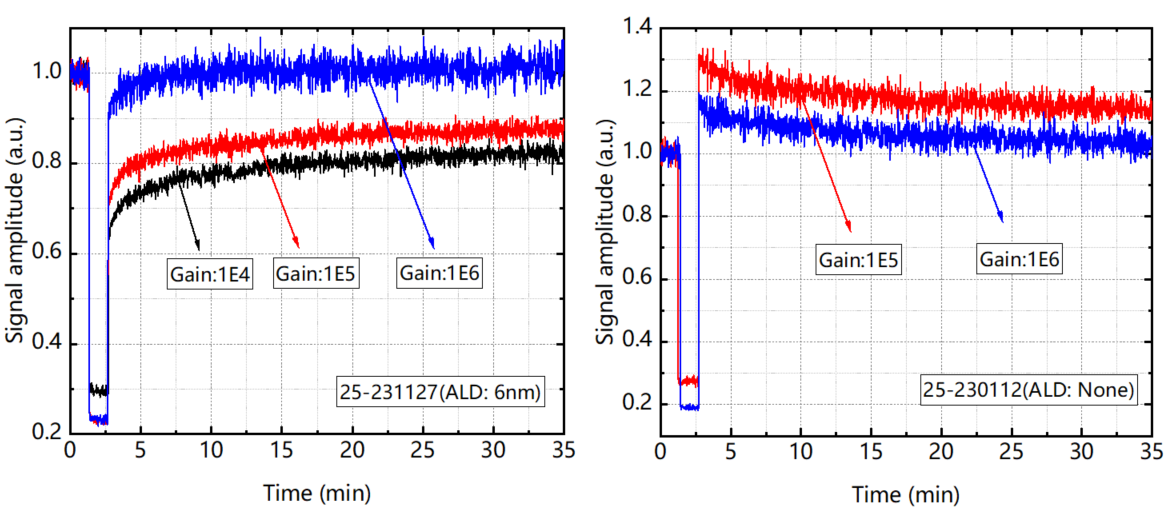 Signal amplitude (a.u.)
1.0
0.8
0.6
0.4
0.2
Gain:1E4
Gain:1E5
Gain:1E6
25-231127(ALD: 6nm)
0 5 10 15 20 25 30 35
Time (min)
Signal amplitude (a.u.)
1.4
1.2
1.0
0.8
0.6
0.4
0.2
Gain:1E5
Gain:1E6
25-230112(ALD: None)
0 5 10 15 20 25 30 35
Time (min)